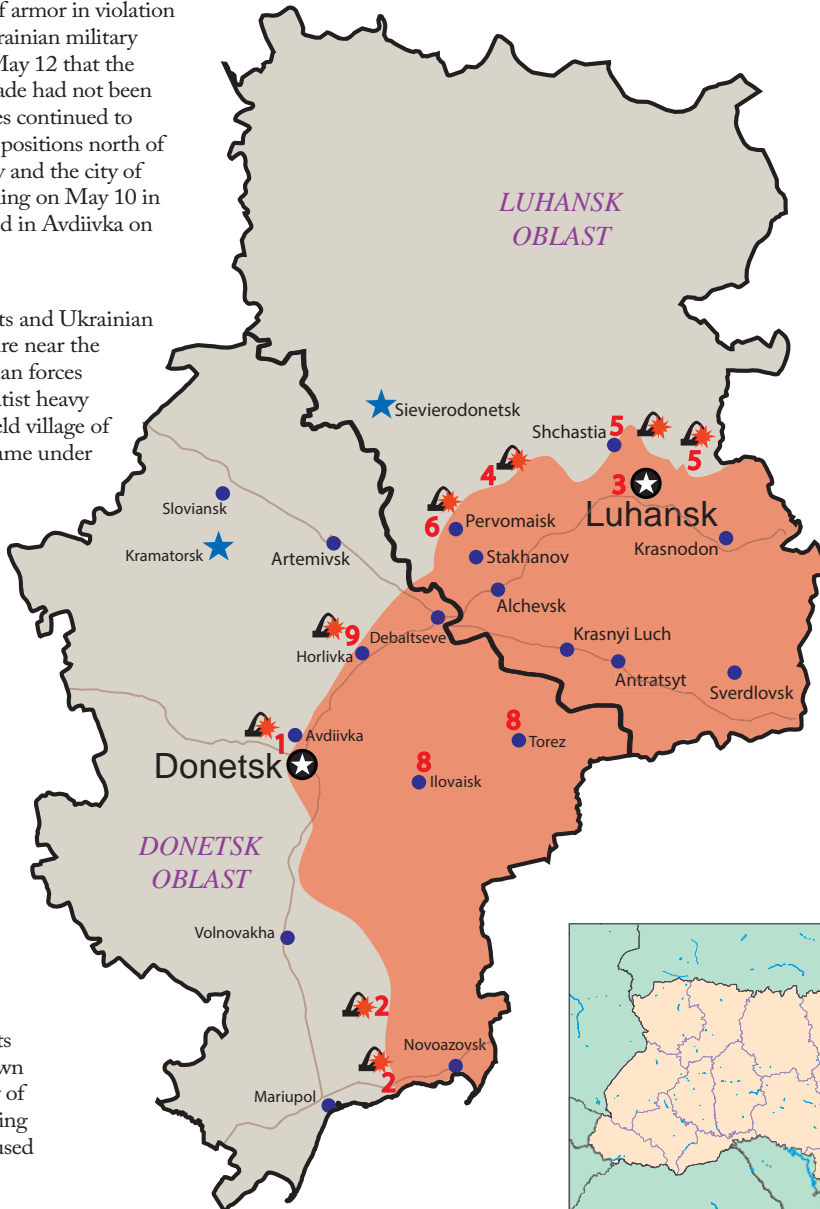 f armor in violation
rainian military
May 12 that the
ade had not been
es continued to
positions north of
y and the city of
ing on May 10 in
d in Avdiivka on
LUHANSK
OBLAST
ts and Ukrainian
ire near the
ian forces
atist heavy
eld village of
ame under
Sievierodonetsk
Shchastia
5
5
4
3
Luhansk
Sloviansk
6
Pervomaisk
Kramatorsk
Artemivsk
Stakhanov
Krasnodon
Alchevsk
9
Debaltseve
Horlivka
Krasnyi Luch
Antratsyt
Sverdlovsk
1
Avdiivka
8
Torez
Donetsk
8
Ilovaisk
DONETSK
OBLAST
Volnovakha
2
ts
wn
y of
ing
used
Novoazovsk
2
Mariupol